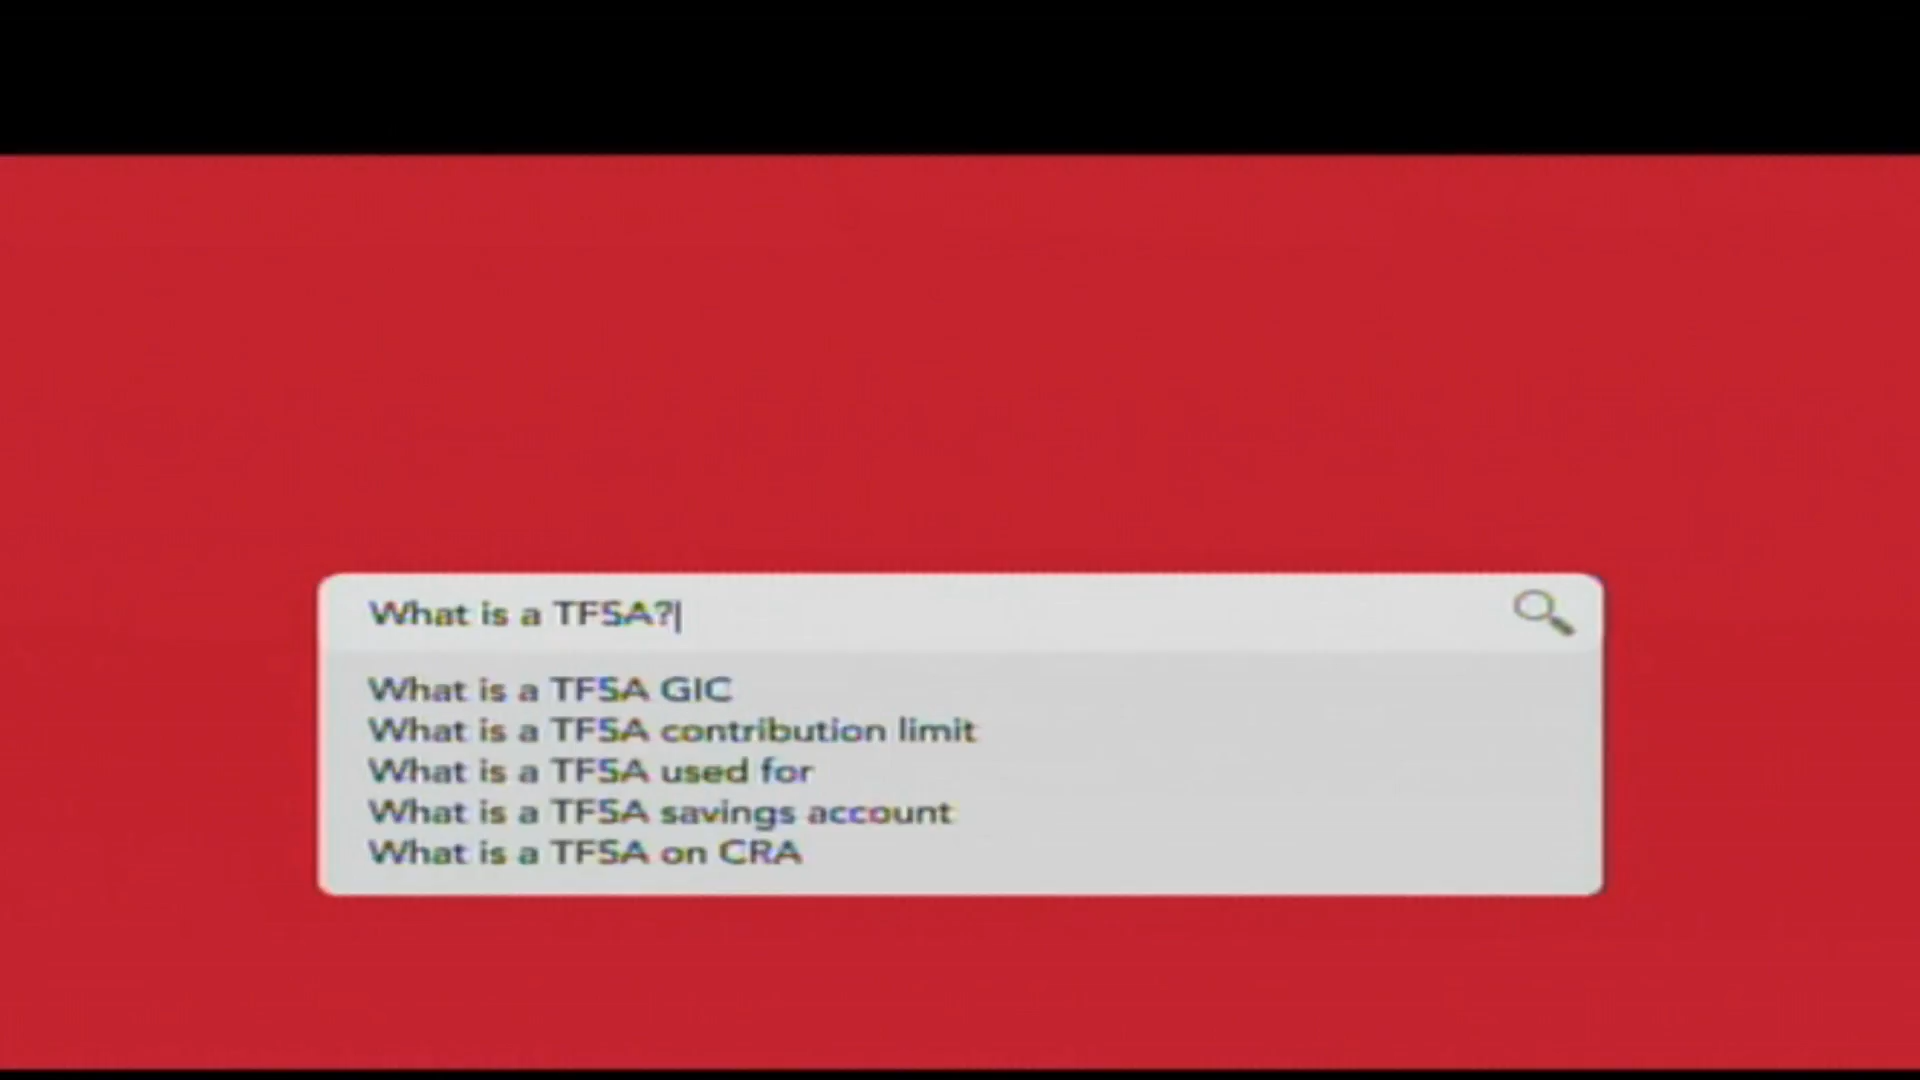 What is a TFSA?
What is a TFSA GIC
What is a TFSA contribution limit
What is a TFSA used for
What is a TFSA savings account
What is a TFSA on CRA